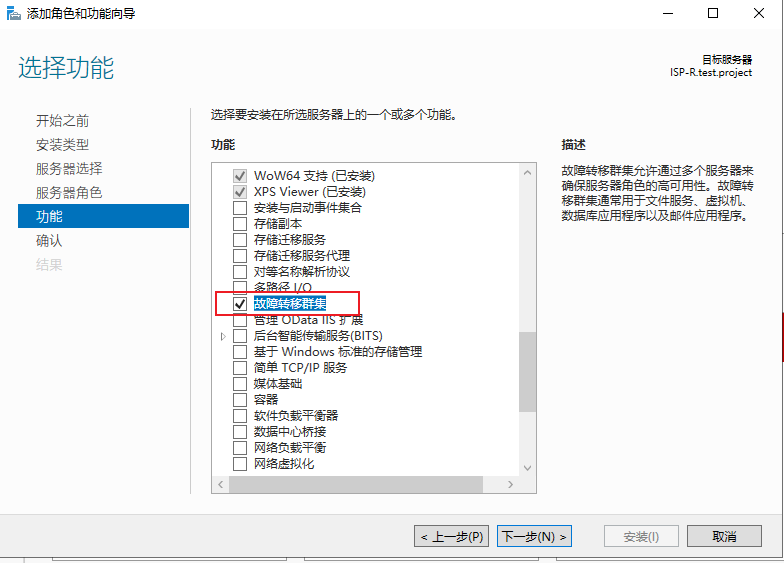 添加角色和功能向导
选择功能
目标服务器
ISP-R.test.project
开始之前
安装类型
服务器选择
服务器角色
功能
确认
结果
选择要安装在所选服务器上的一个或多个功能。
功能
WoW64 支持 (已安装)
XPS Viewer (已安装)
安装与启动事件集合
存储副本
存储迁移服务
存储迁移服务代理
对等名称解析协议
多路径 I/O
故障转移群集
管理 OData IIS 扩展
后台智能传输服务(BITS)
基于 Windows 标准的存储管理
简单 TCP/IP 服务
媒体基础
容器
软件负载平衡器
数据中心桥接
网络负载平衡
网络虚拟化
描述
故障转移群集允许通过多个服务器来
确保服务器角色的高可用性。故障转
移群集通常用于文件服务、虚拟机、
数据库应用程序以及邮件应用程序。
< 上一步(P)
下一步(N) >
安装(I)
取消